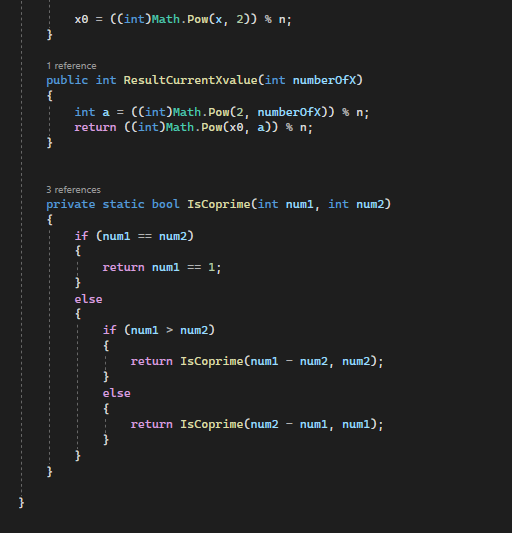 x0 = ((int)Math.Pow(x, 2)) % n;
}
1 reference
public int ResultCurrentXvalue(int numberOfX)
{
int a = ((int)Math.Pow(2, numberOfX)) % n;
return ((int)Math.Pow(x0, a)) % n;
}
3 references
private static bool IsCoprime(int num1, int num2)
{
if (num1 == num2)
{
return num1 == 1;
}
else
{
if (num1 > num2)
{
return IsCoprime(num1 - num2, num2);
}
else
{
return IsCoprime(num2 - num1, num1);
}
}
}
}